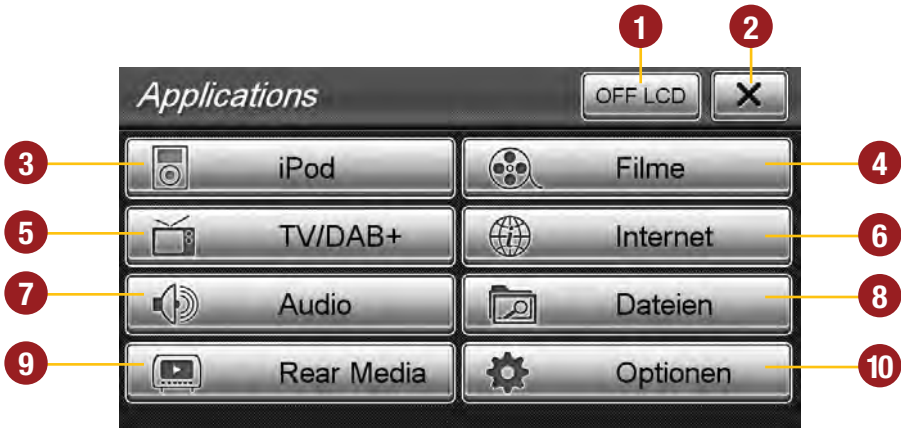 1 2
Applications OFF LCD X
3 iPod Filme 4
5 TV/DAB+ Internet 6
7 Audio Dateien 8
9 Rear Media Optionen 10